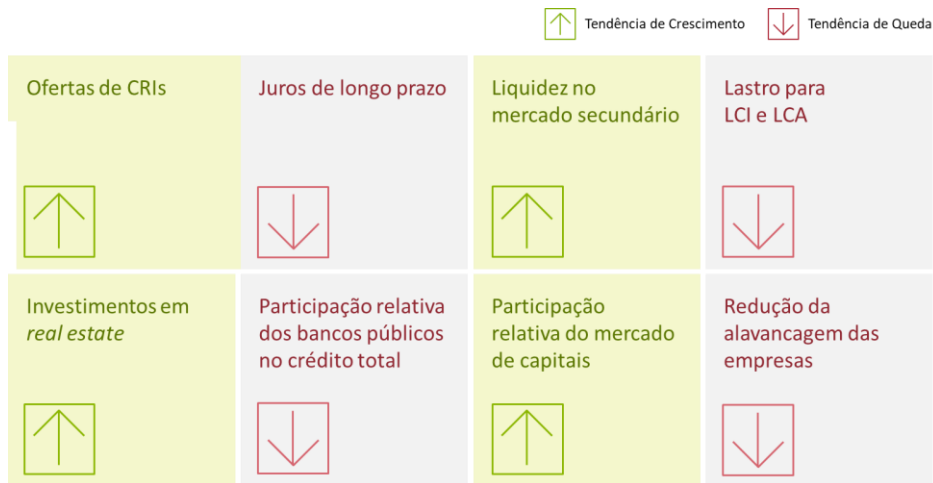 Tendência de Crescimento
Tendência de Queda
Ofertas de CRIs
Juros de longo prazo
Liquidez no
mercado secundário
Lastro para
LCI e LCA
Investimentos em
real estate
Participação relativa
dos bancos públicos
no crédito total
Participação
relativa do mercado
de capitais
Redução da
alavancagem das
empresas